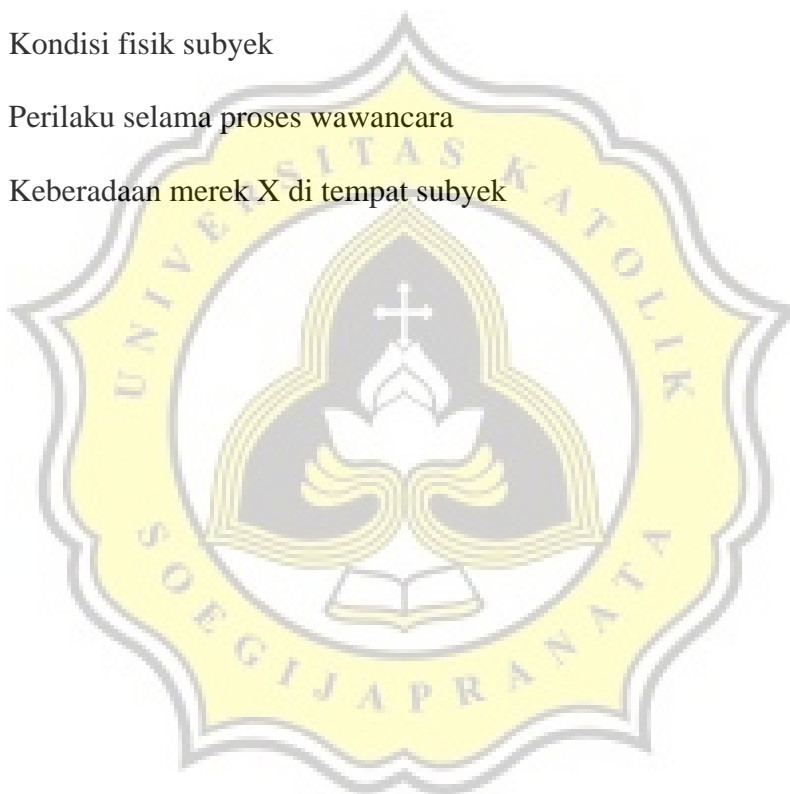 Kondisi fisik subyek
Perilaku selama proses wawancara
Keberadaan merek X di tempat subyek
UNIVERSITAS KATOLIK
SOEGIJAPRANATA